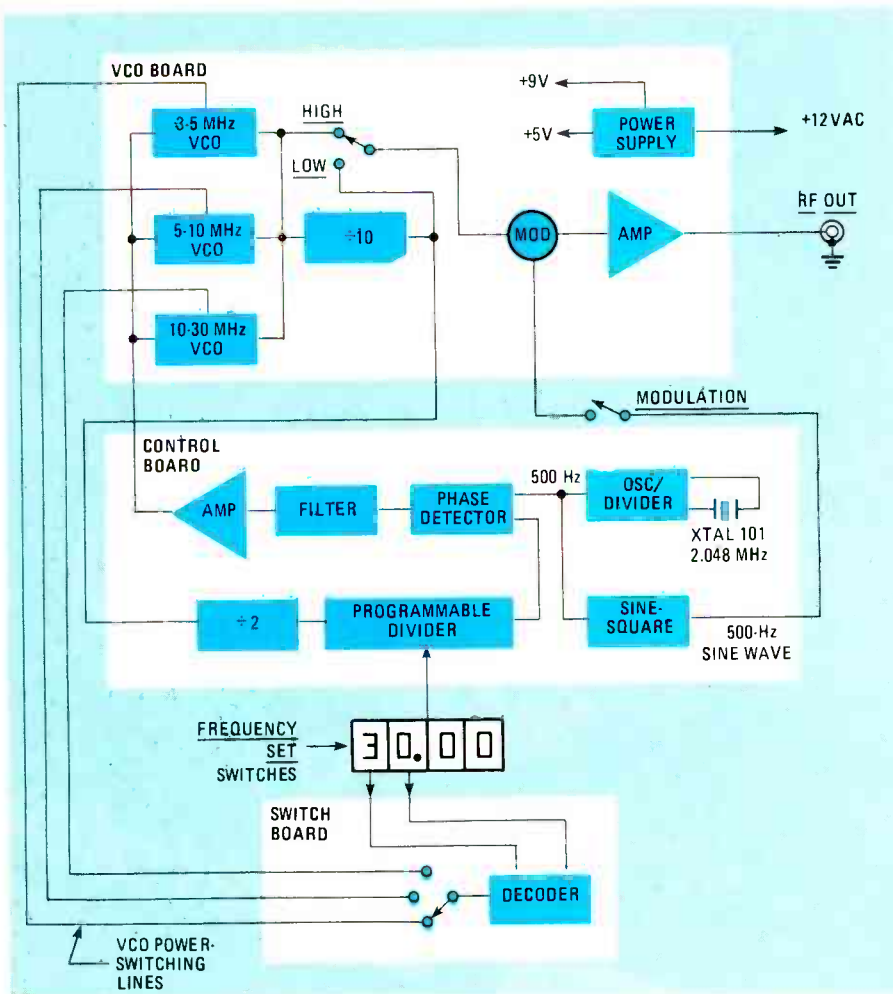 VCO BOARD
3-5 MHz
VCO
HIGH
LOW
5-10 MHz
VCO
÷10
10-30 MHz
VCO
+9V
+5V
POWER
SUPPLY
+12VAC
RF OUT
MOD
AMP
MODULATION
CONTROL
BOARD
AMP
FILTER
PHASE
DETECTOR
500 Hz
OSC/
DIVIDER
XTAL 101
2.048 MHz
÷2
PROGRAMMABLE
DIVIDER
SINE-
SQUARE
500-Hz
SINE WAVE
FREQUENCY
SET
SWITCHES
30.00
SWITCH
BOARD
DECODER
VCO POWER-
SWITCHING
LINES